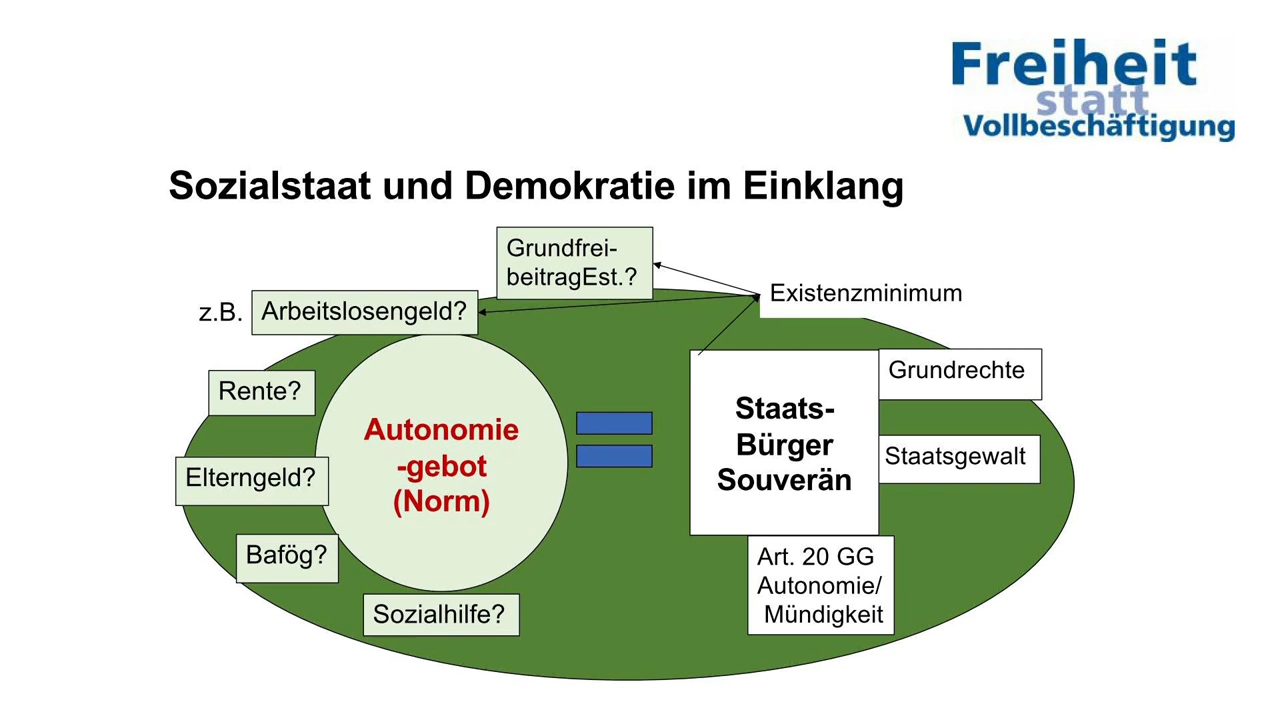 Freiheit
statt
Vollbeschäftigung
Sozialstaat und Demokratie im Einklang
Grundfrei-
beitragEst.?
Existenzminimum
z.B. Arbeitslosengeld?
Grundrechte
Rente?
Staats-
Bürger
Souverän
Autonomie
-gebot
(Norm)
Staatsgewalt
Elterngeld?
Bafög?
Art. 20 GG
Autonomie/
Mündigkeit
Sozialhilfe?